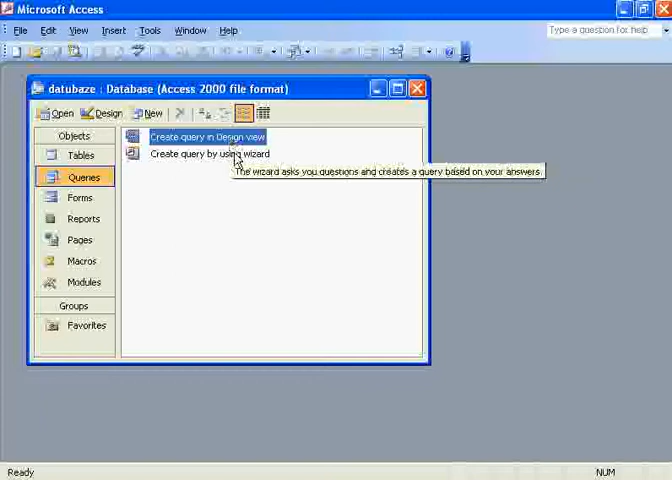 Microsoft Access
File Edit View Insert Tools Window Help
Type a question for help
datubaze : Database (Access 2000 file format)
Open Design New
Objects
Tables
Queries
Forms
Reports
Pages
Macros
Modules
Groups
Favorites
Create query in Design view
Create query by using wizard
The wizard asks you questions and creates a query based on your answers.
Ready
NUM